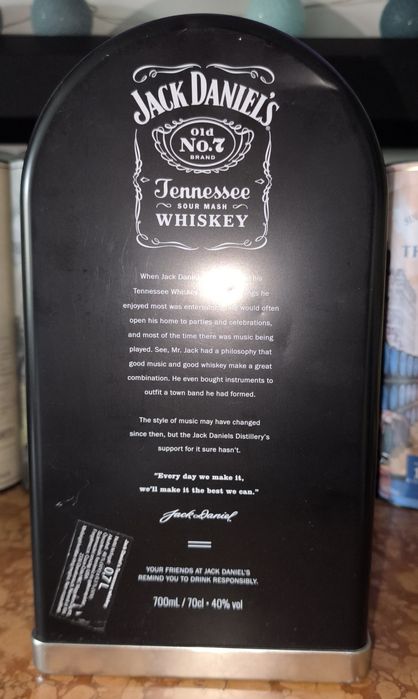 JACK DANIEL'S
Old
No.7
BRAND
Tennessee
SOUR MASH
WHISKEY
When Jack his
Tennessee he
enjoyed most was would often
open his home to parties and celebrations,
and most of the time there was music being
played. See, Mr. Jack had a philosophy that
good music and good whiskey make a great
combination. He even bought instruments to
outfit a town band he had formed.
The style of music may have changed
since then, but the Jack Daniels Distillery's
support for it sure hasn't.
"Every day we make it,
we'll make it the best we can."
Jack Daniel
YOUR FRIENDS AT JACK DANIEL'S
REMIND YOU TO DRINK RESPONSIBLY.
700mL / 70cl • 40% vol
0,7L
TH